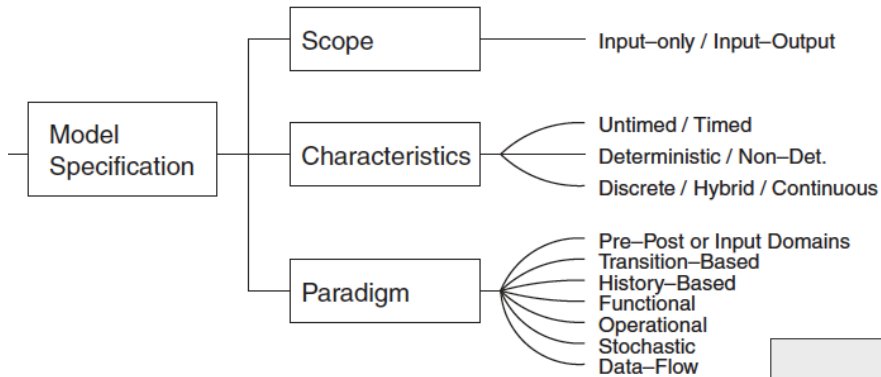 Scope
Input–only / Input–Output
Model
Specification
Characteristics
Untimed / Timed
Deterministic / Non–Det.
Discrete / Hybrid / Continuous
Paradigm
Pre–Post or Input Domains
Transition–Based
History–Based
Functional
Operational
Stochastic
Data–Flow